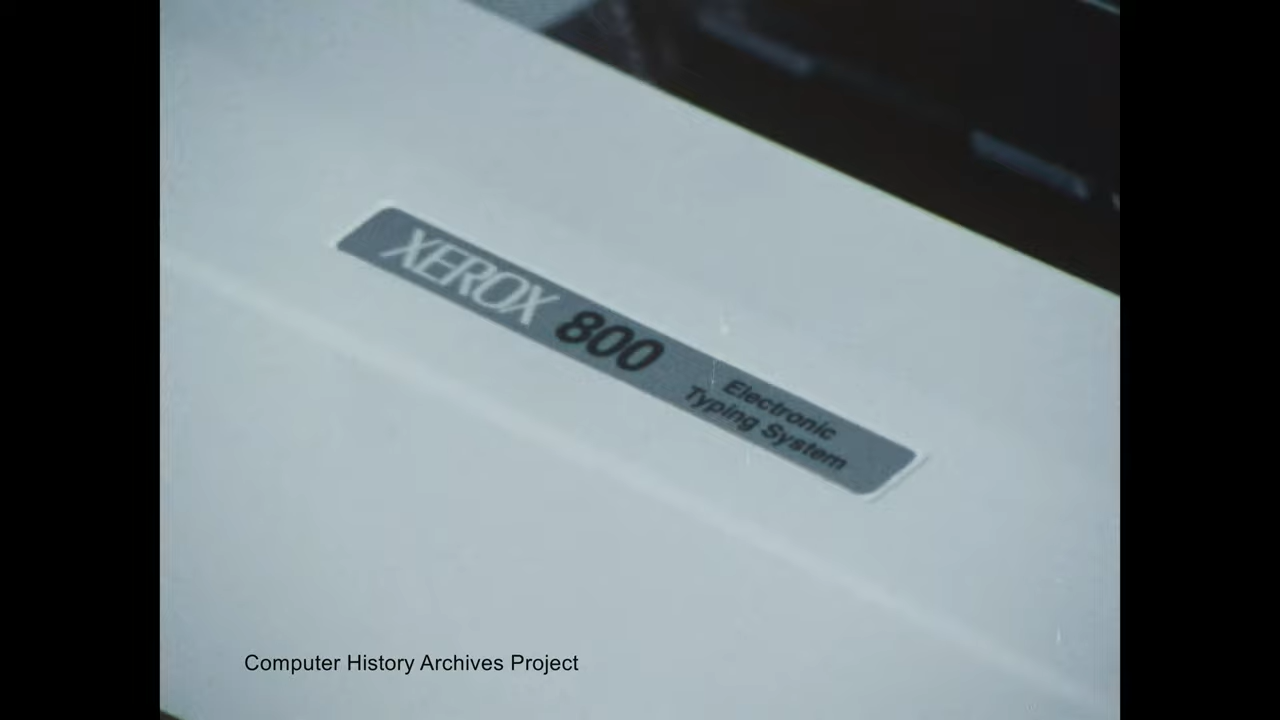 XEROX 800
Electronic
Typing System
Computer History Archives Project